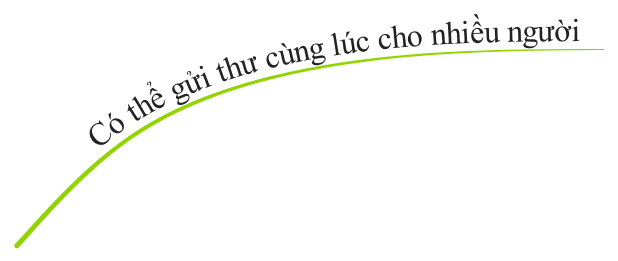 Có thể gửi thư cùng lúc cho nhiều người